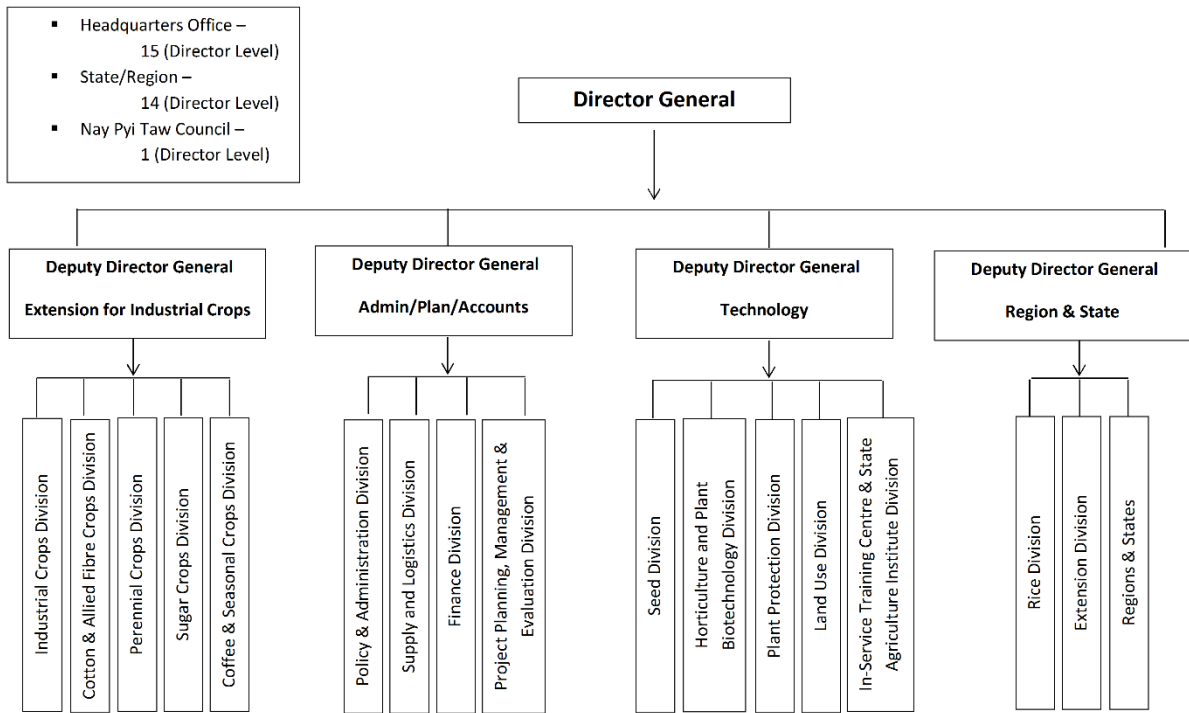 ▪ Headquarters Office –
15 (Director Level)
▪ State/Region –
14 (Director Level)
▪ Nay Pyi Taw Council –
1 (Director Level)
Director General
Deputy Director General
Extension for Industrial Crops
Deputy Director General
Admin/Plan/Accounts
Deputy Director General
Technology
Deputy Director General
Region & State
Industrial Crops Division
Cotton & Allied Fibre Crops Division
Perennial Crops Division
Sugar Crops Division
Coffee & Seasonal Crops Division
Policy & Administration Division
Supply and Logistics Division
Finance Division
Project Planning, Management &
Evaluation Division
Seed Division
Horticulture and Plant
Biotechnology Division
Plant Protection Division
Land Use Division
In-Service Training Centre & State
Agriculture Institute Division
Rice Division
Extension Division
Regions & States